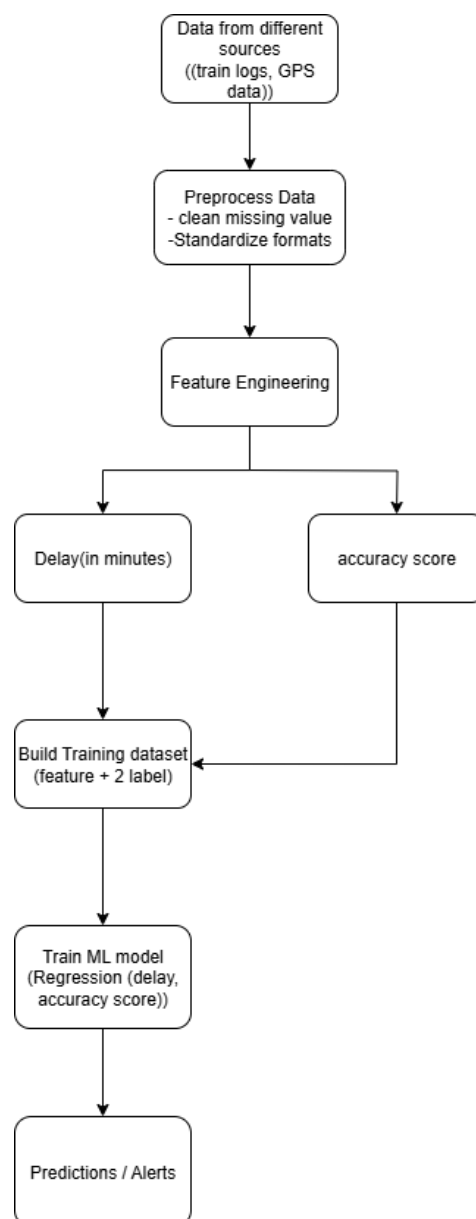 Data from different
sources
((train logs, GPS
data))
Preprocess Data
- clean missing value
-Standardize formats
Feature Engineering
Delay(in minutes)
accuracy score
Build Training dataset
(feature + 2 label)
Train ML model
(Regression (delay,
accuracy score))
Predictions / Alerts